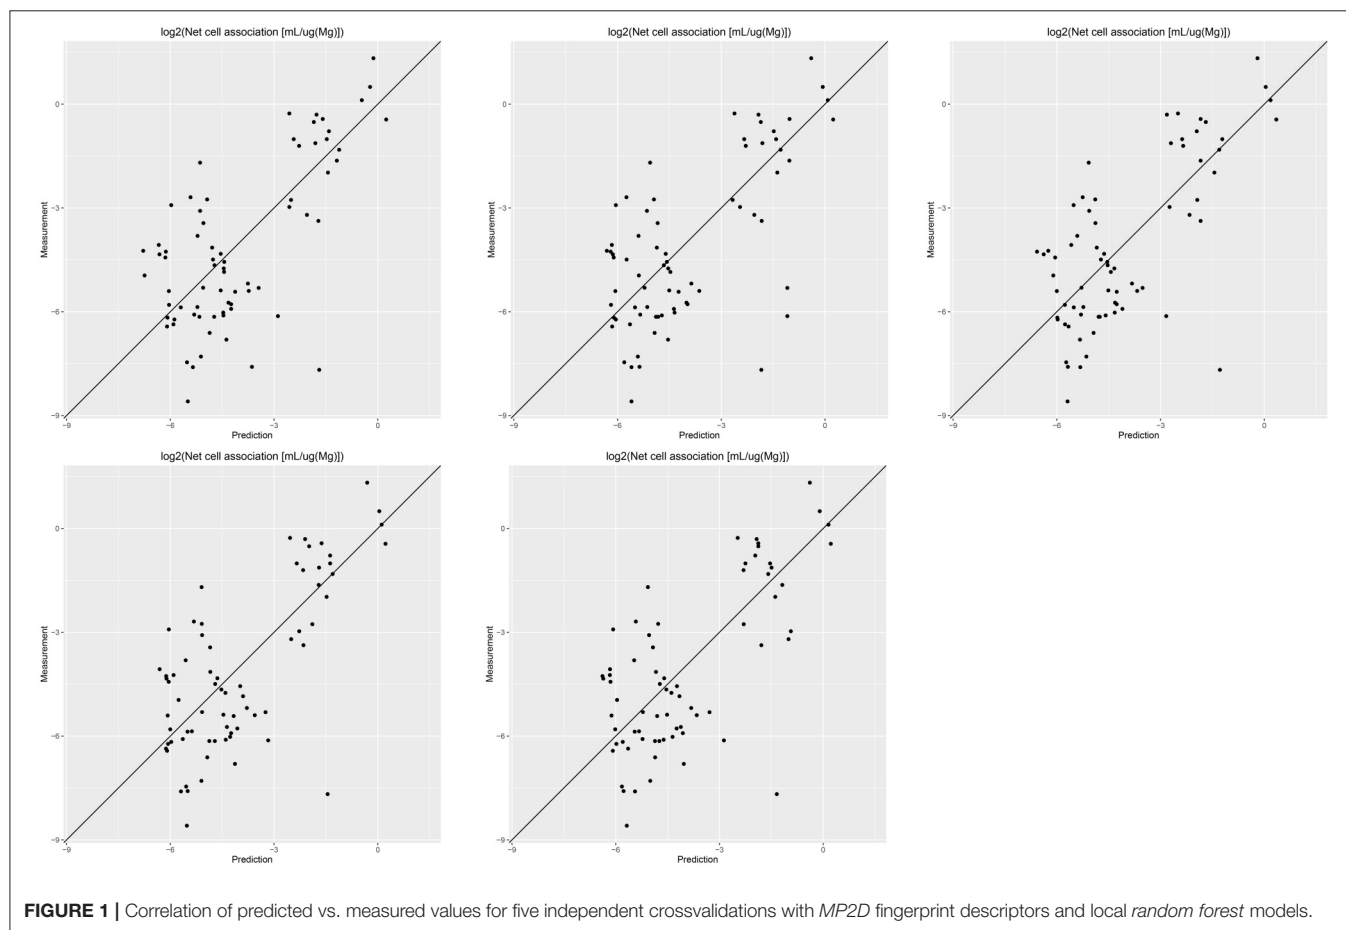 log2(Net cell association [mL/ug(Mg)])
0
−3
−6
−9
Measurement
−9 −6 −3 0
Prediction
log2(Net cell association [mL/ug(Mg)])
0
−3
−6
−9
Measurement
−9 −6 −3 0
Prediction
log2(Net cell association [mL/ug(Mg)])
0
−3
−6
−9
Measurement
−9 −6 −3 0
Prediction
log2(Net cell association [mL/ug(Mg)])
0
−3
−6
−9
Measurement
−9 −6 −3 0
Prediction
log2(Net cell association [mL/ug(Mg)])
0
−3
−6
−9
Measurement
−9 −6 −3 0
Prediction
FIGURE 1 | Correlation of predicted vs. measured values for five independent crossvalidations with MP2D fingerprint descriptors and local random forest models.